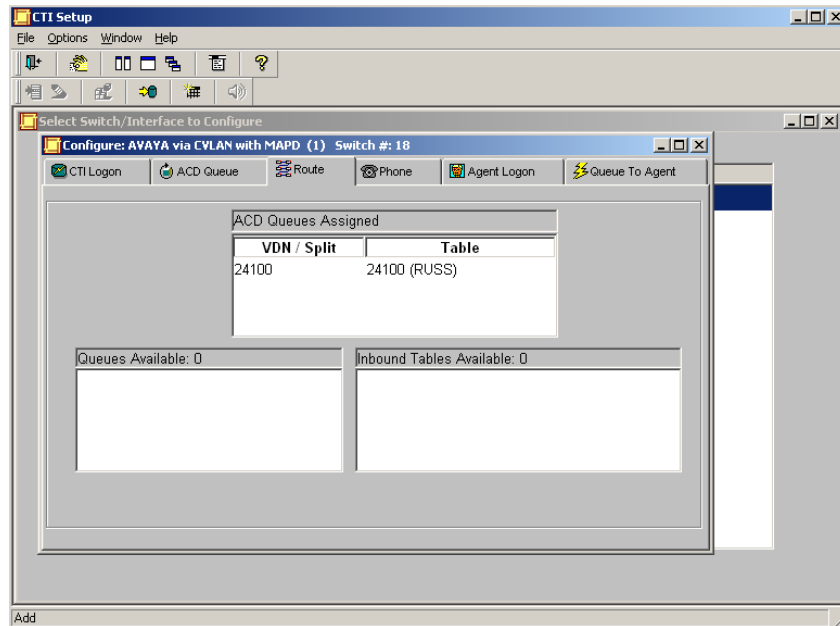 CTI Setup
File Options Window Help
Select Switch/Interface to Configure
Configure: AVAYA via CVLAN with MAPD (1) Switch #: 18
CTI Logon ACD Queue Route Phone Agent Logon Queue To Agent
ACD Queues Assigned
VDN / Split Table
24100 24100 (RUSS)
Queues Available: 0 Inbound Tables Available: 0
Add